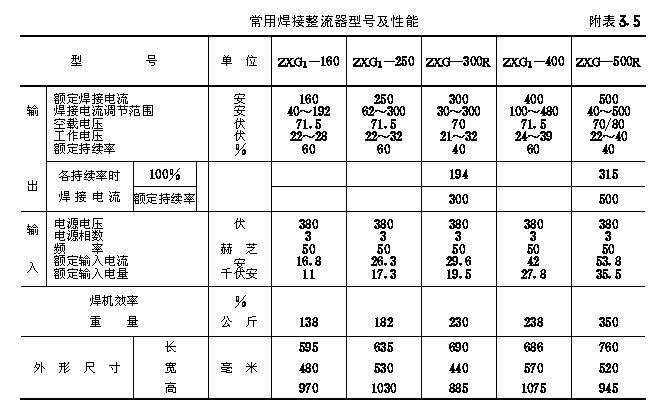 常用焊接整流器型号及性能 附表3.5
型 号 单 位 ZXG1—160 ZXG1—250 ZXG—300R ZXG1—400 ZXG—500R
输 额定焊接电流 安 160 250 300 400 500
焊接电流调节范围 安 40～192 62～300 30～300 100～480 40～500
空载电压 伏 71.5 71.5 70 71.5 70/80
工作电压 伏 22～28 22～32 21～32 24～39 22～40
额定持续率 % 60 60 40 60 40
出 各持续率时 100% 194 315
焊接电流 额定持续率 300 500
输 电源电压 伏 380 380 380 380 380
电源相数 3 3 3 3 3
频 率 赫 芝 50 50 50 50 50
入 额定输入电流 安 16.8 26.3 29.6 42 53.8
额定输入电量 千伏安 11 17.3 19.5 27.8 35.5
焊机效率 %
重 量 公 斤 138 182 230 238 350
长 595 635 690 686 760
外 形 尺 寸 宽 毫 米 480 530 440 570 520
高 970 1030 885 1075 945